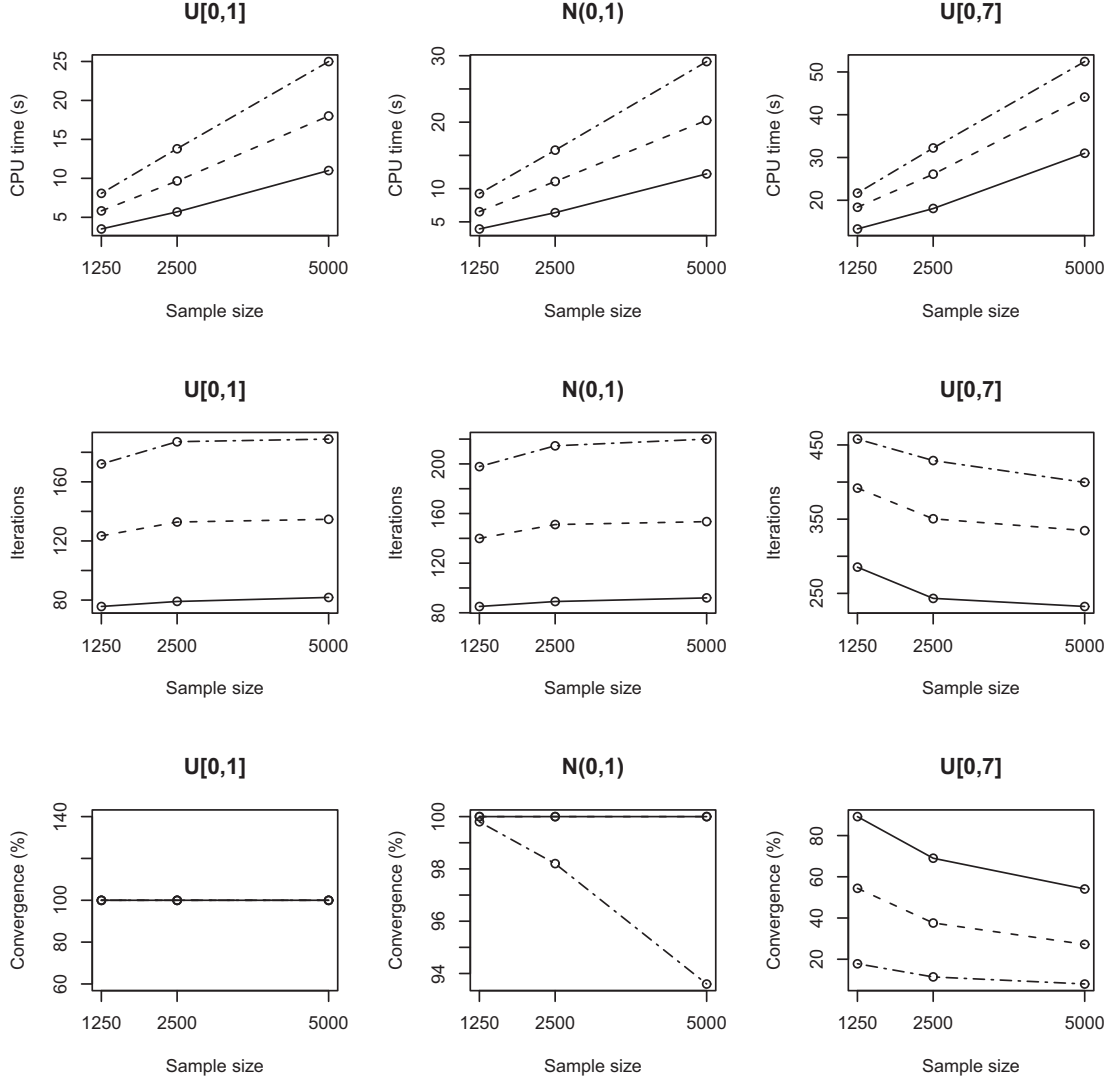 U[0,1]
CPU time (s)
25
20
15
10
5
1250 2500 5000
Sample size
N(0,1)
CPU time (s)
30
20
10
5
1250 2500 5000
Sample size
U[0,7]
CPU time (s)
50
40
30
20
1250 2500 5000
Sample size
U[0,1]
Iterations
160
120
80
1250 2500 5000
Sample size
N(0,1)
Iterations
200
160
120
80
1250 2500 5000
Sample size
U[0,7]
Iterations
450
350
250
1250 2500 5000
Sample size
U[0,1]
Convergence (%)
140
100
80
60
1250 2500 5000
Sample size
N(0,1)
Convergence (%)
100
98
96
94
1250 2500 5000
Sample size
U[0,7]
Convergence (%)
80
60
40
20
1250 2500 5000
Sample size